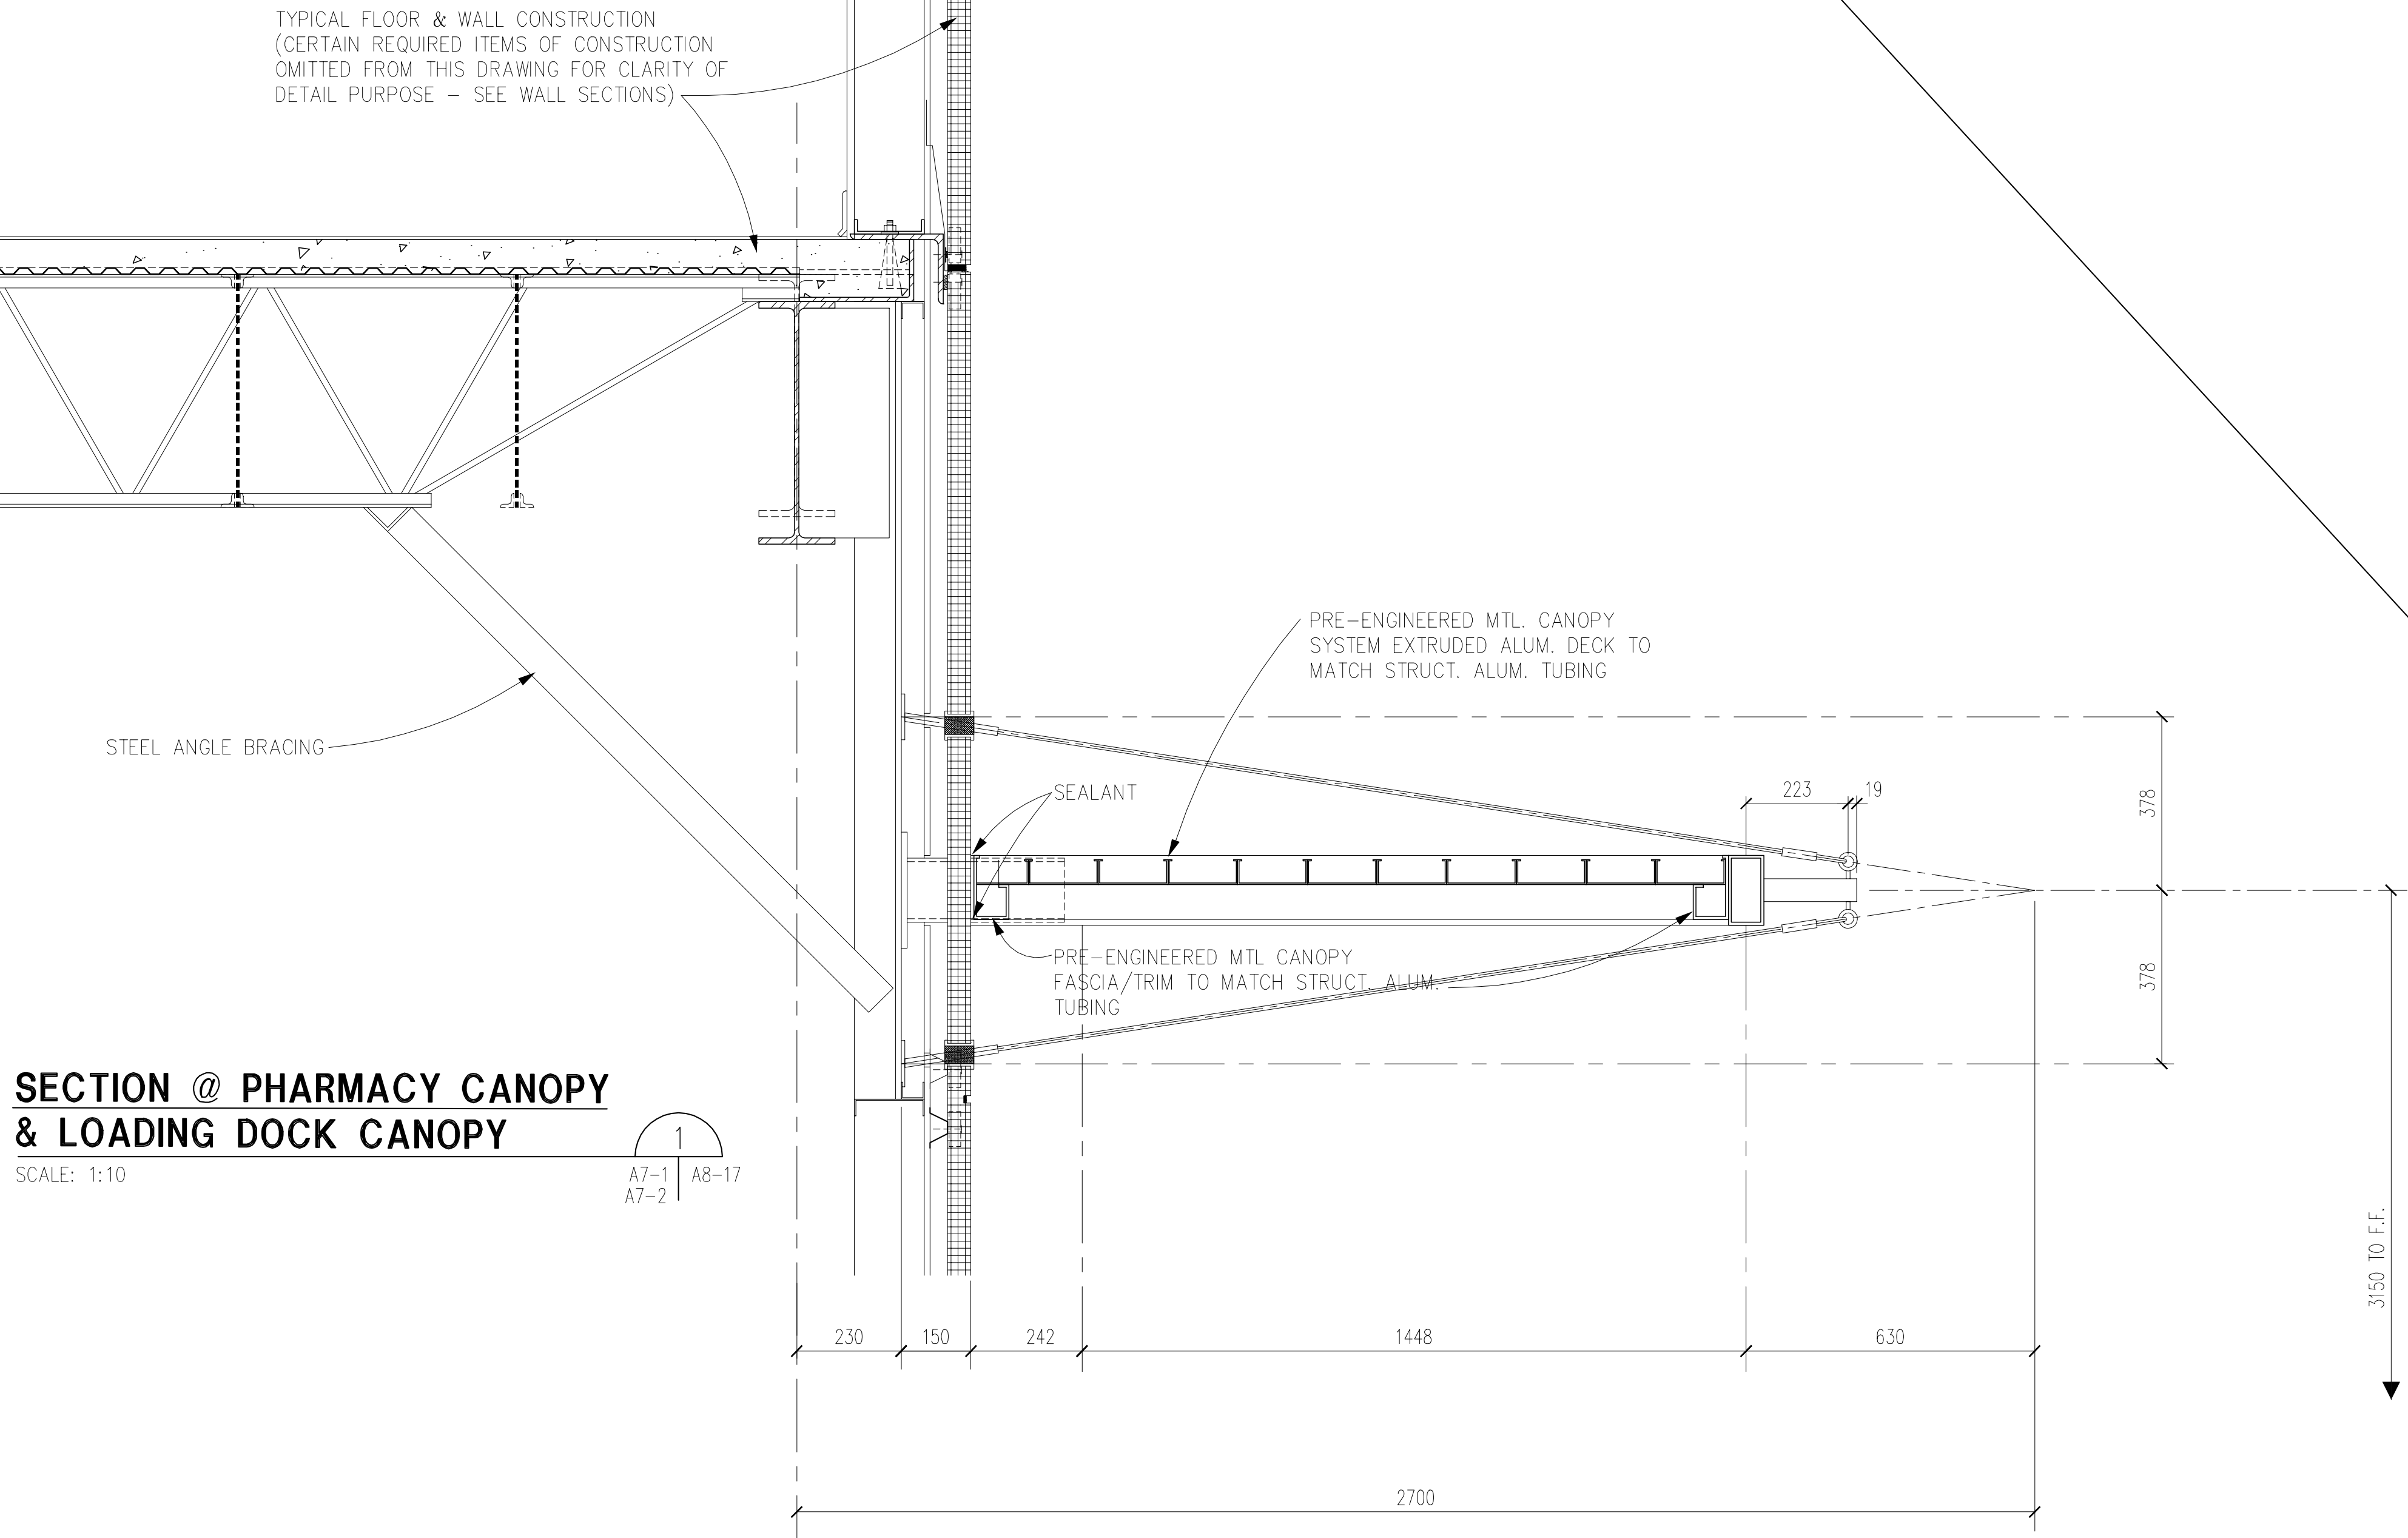 TYPICAL FLOOR & WALL CONSTRUCTION
(CERTAIN REQUIRED ITEMS OF CONSTRUCTION
OMITTED FROM THIS DRAWING FOR CLARITY OF
DETAIL PURPOSE – SEE WALL SECTIONS)
PRE–ENGINEERED MTL. CANOPY
SYSTEM EXTRUDED ALUM. DECK TO
MATCH STRUCT. ALUM. TUBING
STEEL ANGLE BRACING
SEALANT
223
19
378
PRE–ENGINEERED MTL CANOPY
FASCIA/TRIM TO MATCH STRUCT. ALUM.
TUBING
378
SECTION @ PHARMACY CANOPY
& LOADING DOCK CANOPY
SCALE: 1:10
1
A7–1
A7–2
A8–17
3150 TO F.F.
230
150
242
1448
630
2700